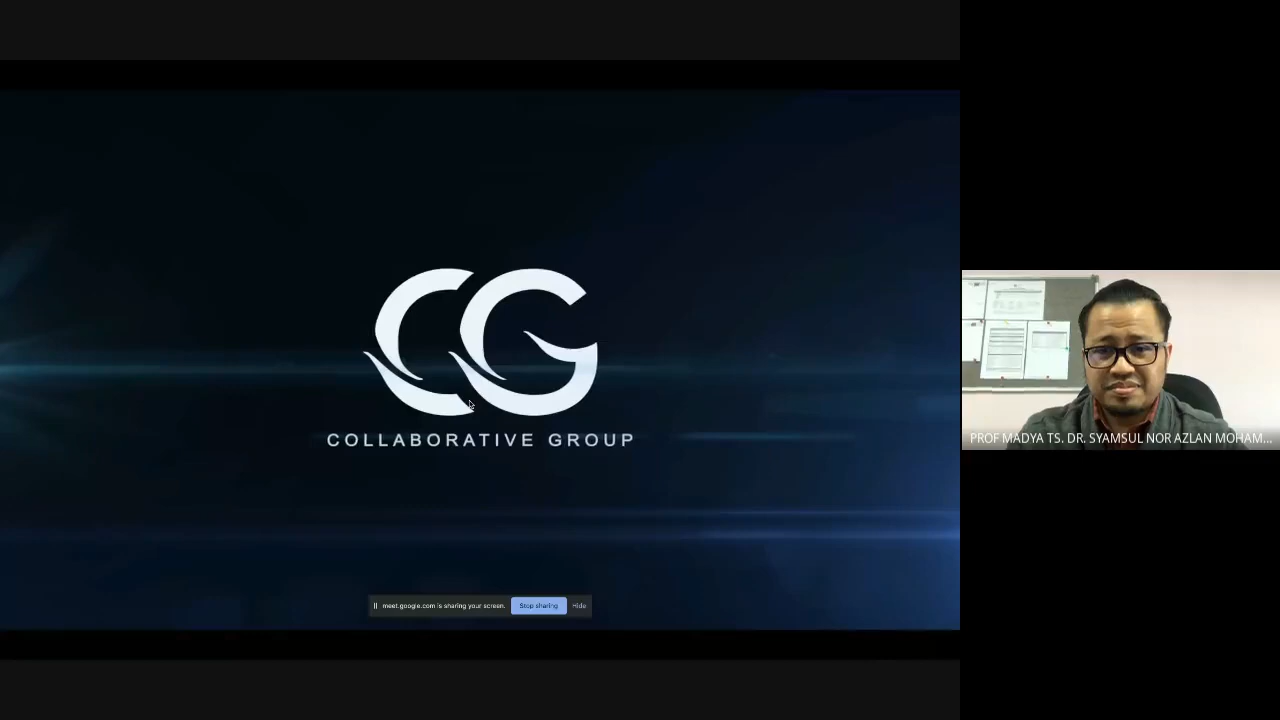 CG
COLLABORATIVE GROUP
meet.google.com is sharing your screen.
Stop sharing
Hide
PROF MADYA TS. DR. SYAMSUL NOR AZLAN MOHAM...